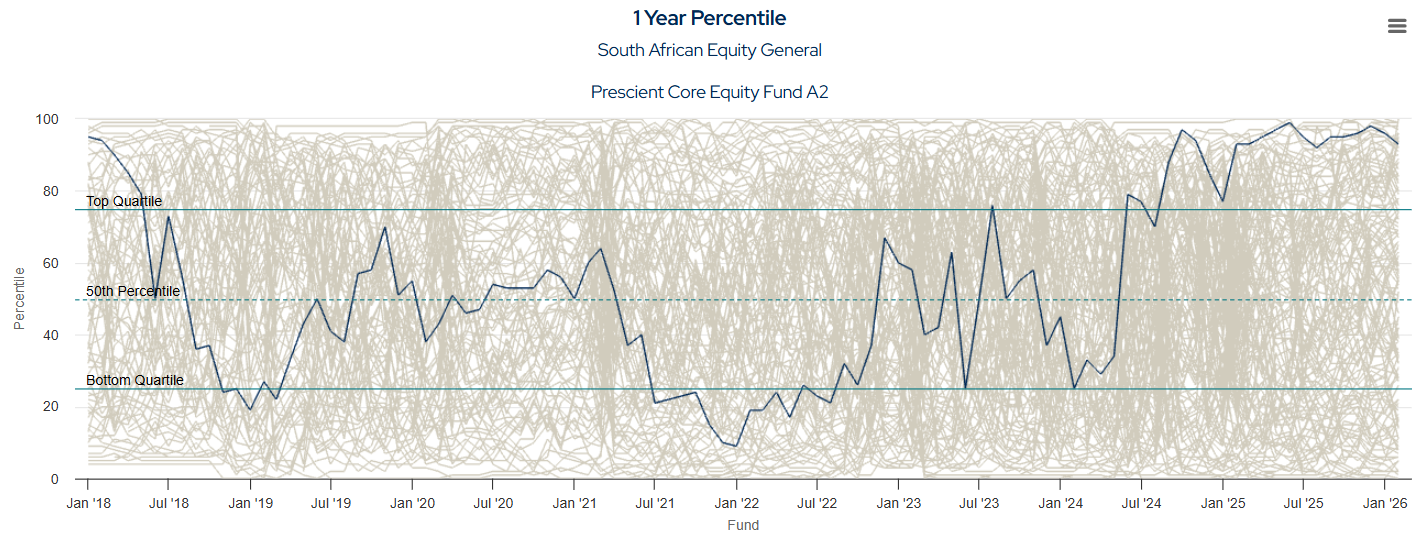 1 Year Percentile
South African Equity General
Prescient Core Equity Fund A2
Percentile
100
80
60
40
20
0
Top Quartile
50th Percentile
Bottom Quartile
Jan '18 Jul '18 Jan '19 Jul '19 Jan '20 Jul '20 Jan '21 Jul '21 Jan '22 Jul '22 Jan '23 Jul '23 Jan '24 Jul '24 Jan '25 Jul '25 Jan '26
Fund